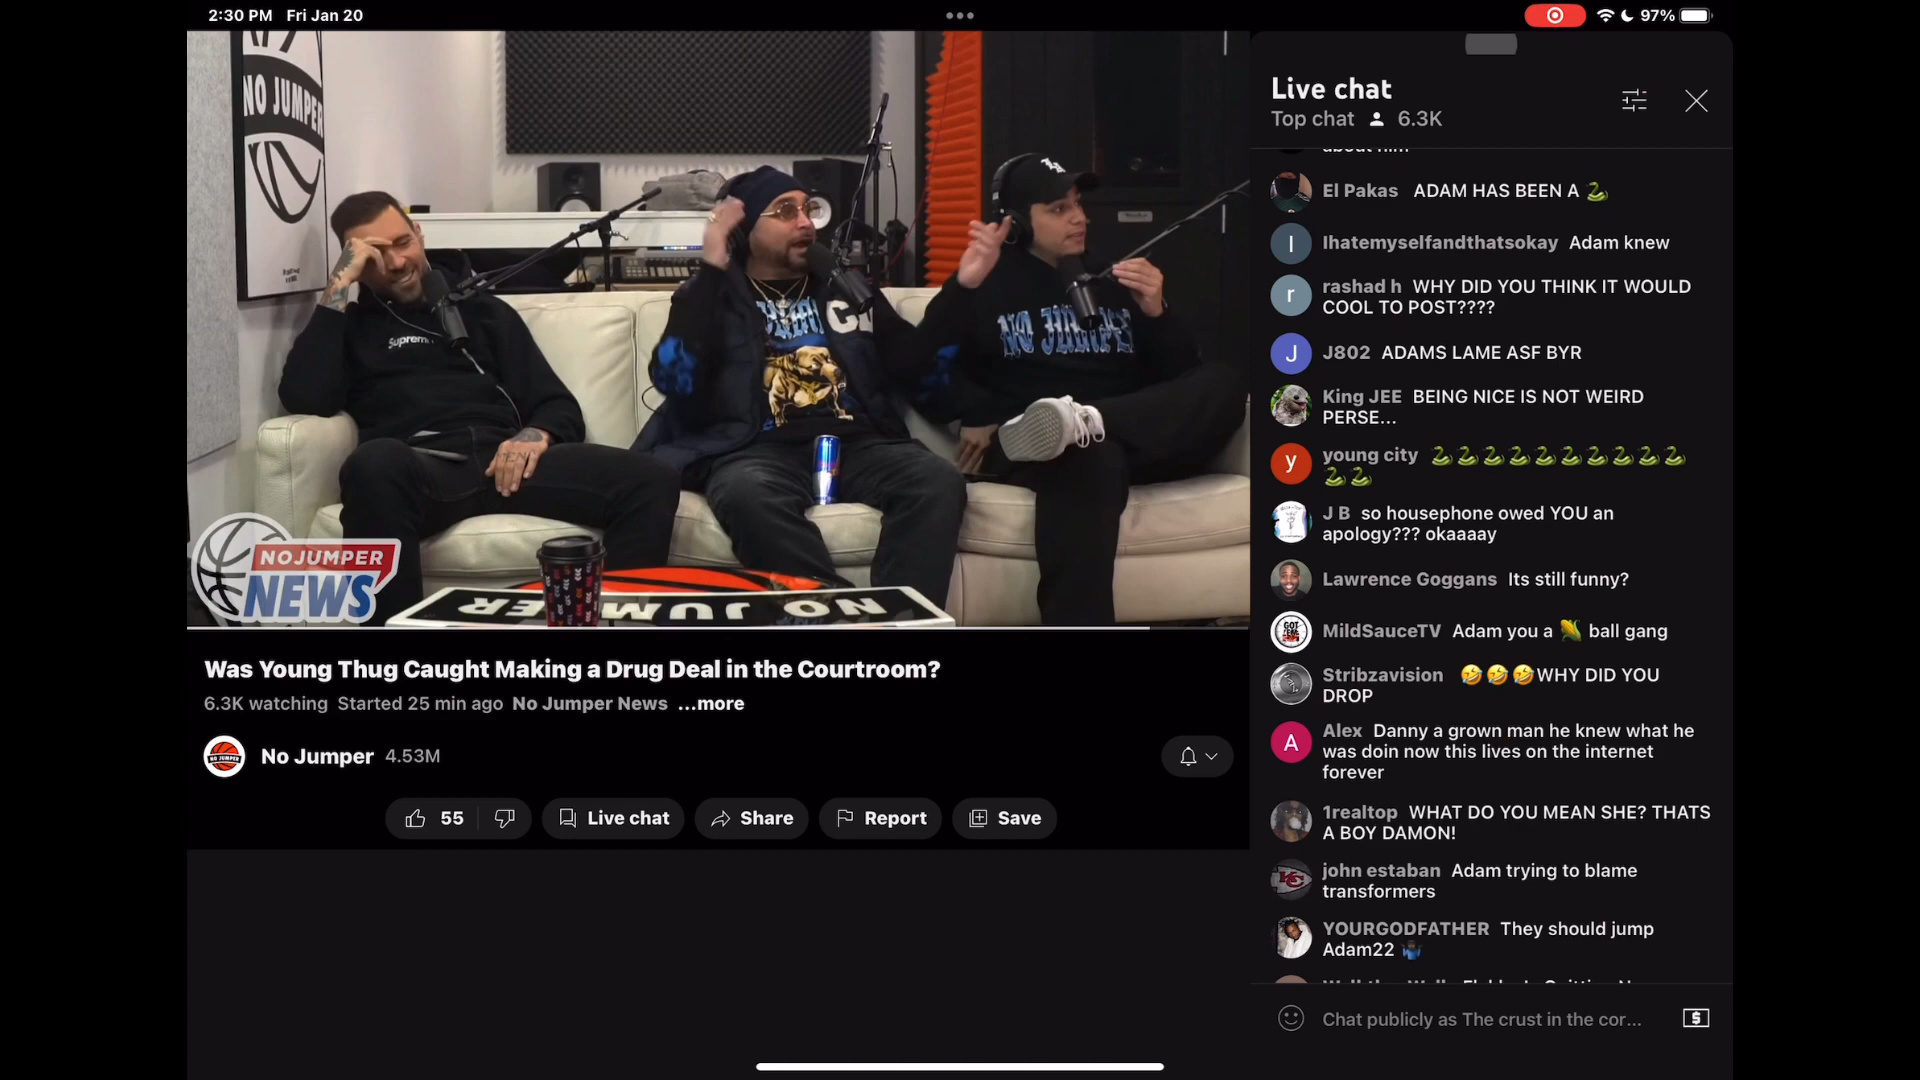 2:30 PM Fri Jan 20
97%
NO JUMPER
Supreme
NO JUMPER
NOJUMPER
NEWS
NO JUMPER
Was Young Thug Caught Making a Drug Deal in the Courtroom?
6.3K watching Started 25 min ago No Jumper News ...more
No Jumper 4.53M
55
Live chat
Share
Report
Save
Live chat
Top chat 6.3K
about him
El Pakas ADAM HAS BEEN A 🐍
Ihatemyselfandthatsokay Adam knew
rashad h WHY DID YOU THINK IT WOULD
COOL TO POST????
J802 ADAMS LAME ASF BYR
King JEE BEING NICE IS NOT WEIRD
PERSE...
young city 🐍🐍🐍🐍🐍🐍🐍🐍🐍🐍
🐍🐍
J B so housephone owed YOU an
apology??? okaaaay
Lawrence Goggans Its still funny?
MildSauceTV Adam you a 🌽 ball gang
Stribzavision 🤣🤣🤣WHY DID YOU
DROP
Alex Danny a grown man he knew what he
was doin now this lives on the internet
forever
1realtop WHAT DO YOU MEAN SHE? THATS
A BOY DAMON!
john estaban Adam trying to blame
transformers
YOURGODFATHER They should jump
Adam22 🤷🏿‍♂️
Chat publicly as The crust in the cor...